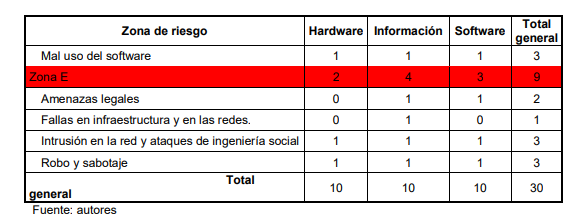 Zona de riesgo Hardware Información Software Total general
Mal uso del software 1 1 1 3
Zona E 2 4 3 9
Amenazas legales 0 1 1 2
Fallas en infraestructura y en las redes. 0 1 0 1
Intrusión en la red y ataques de ingeniería social 1 1 1 3
Robo y sabotaje 1 1 1 3
Total general 10 10 10 30
Fuente: autores